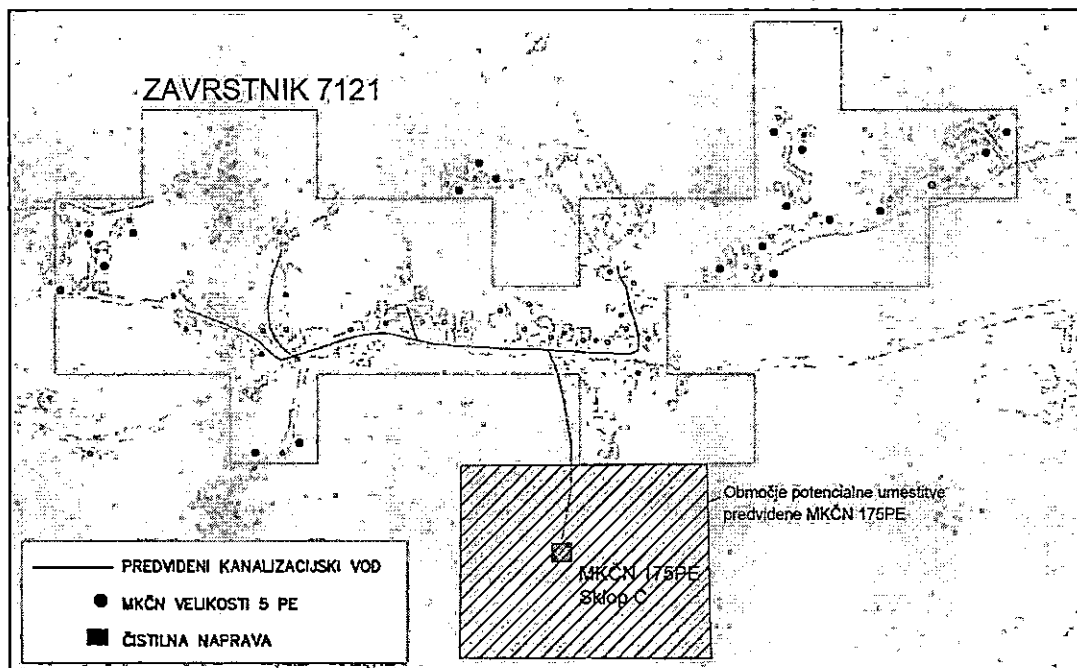 ZAVRSTNIK 7121
Območje potencialne umestitve
predvidene MKČN 175PE
MKČN 175PE
Sklop C
PREDVIDENI KANALIZACIJSKI VOD
MKČN VELIKOSTI 5 PE
ČISTILNA NAPRAVA